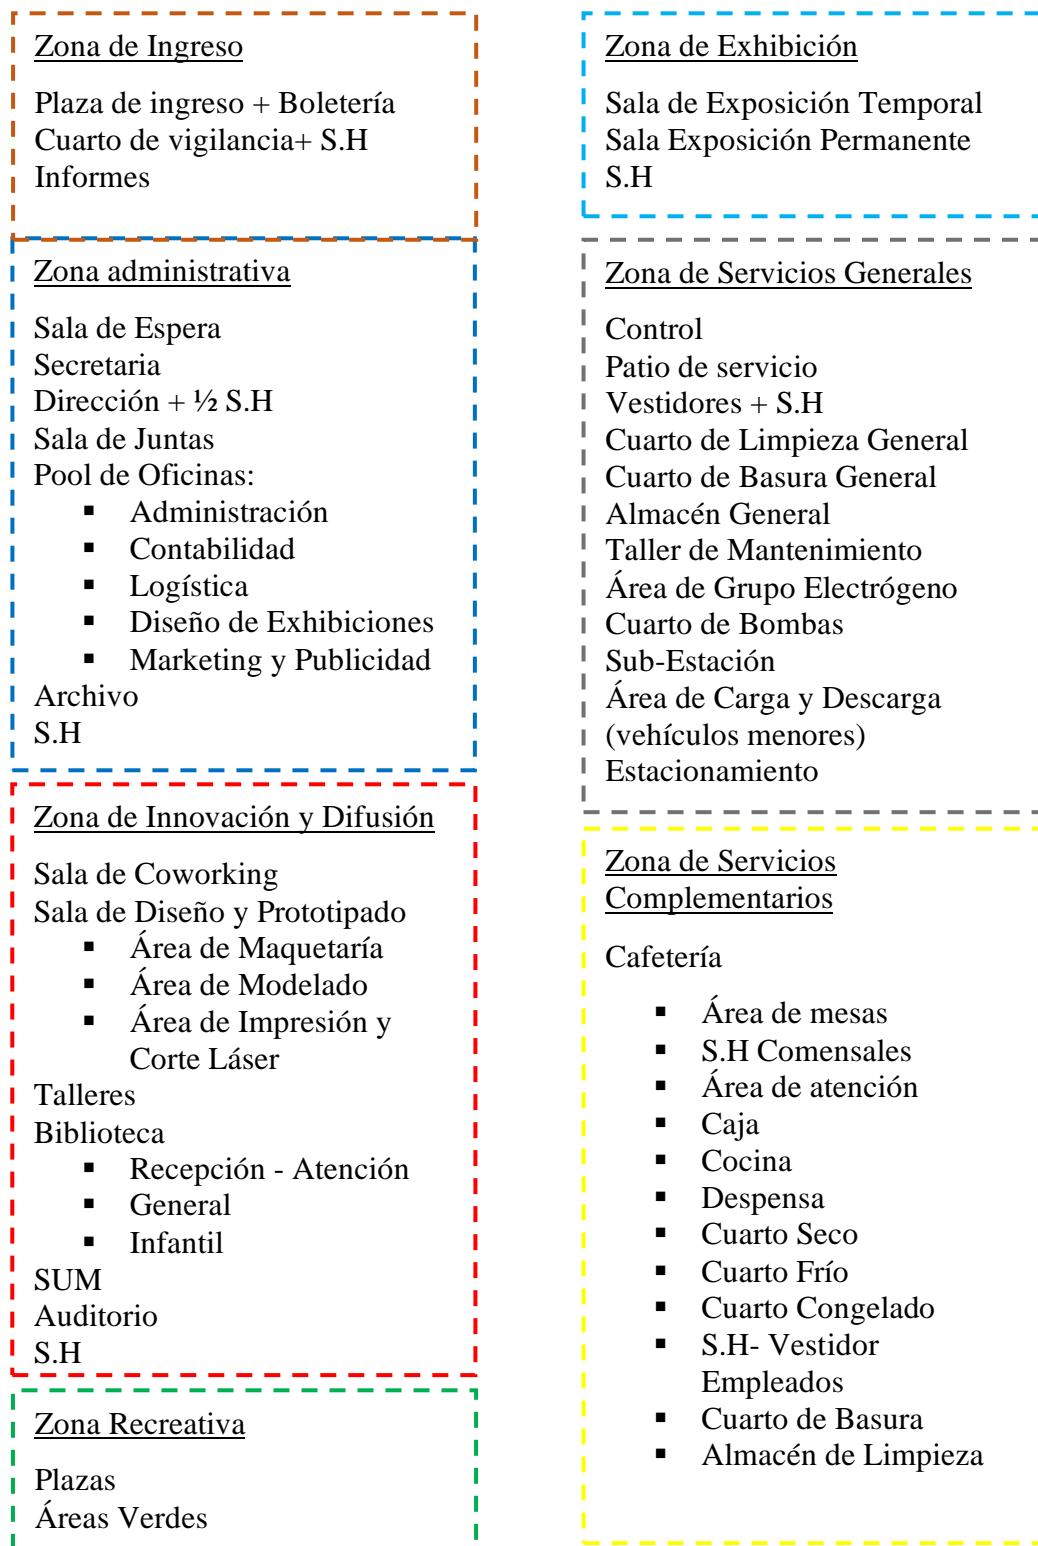 Zona de Ingreso
Plaza de ingreso + Boletería
Cuarto de vigilancia+ S.H
Informes
Zona administrativa
Sala de Espera
Secretaria
Dirección + ½ S.H
Sala de Juntas
Pool de Oficinas:
▪ Administración
▪ Contabilidad
▪ Logística
▪ Diseño de Exhibiciones
▪ Marketing y Publicidad
Archivo
S.H
Zona de Innovación y Difusión
Sala de Coworking
Sala de Diseño y Prototipado
▪ Área de Maquetaría
▪ Área de Modelado
▪ Área de Impresión y
Corte Láser
Talleres
Biblioteca
▪ Recepción - Atención
▪ General
▪ Infantil
SUM
Auditorio
S.H
Zona Recreativa
Plazas
Áreas Verdes
Zona de Exhibición
Sala de Exposición Temporal
Sala Exposición Permanente
S.H
Zona de Servicios Generales
Control
Patio de servicio
Vestidores + S.H
Cuarto de Limpieza General
Cuarto de Basura General
Almacén General
Taller de Mantenimiento
Área de Grupo Electrógeno
Cuarto de Bombas
Sub-Estación
Área de Carga y Descarga
(vehículos menores)
Estacionamiento
Zona de Servicios
Complementarios
Cafetería
▪ Área de mesas
▪ S.H Comensales
▪ Área de atención
▪ Caja
▪ Cocina
▪ Despensa
▪ Cuarto Seco
▪ Cuarto Frío
▪ Cuarto Congelado
▪ S.H- Vestidor
Empleados
▪ Cuarto de Basura
▪ Almacén de Limpieza